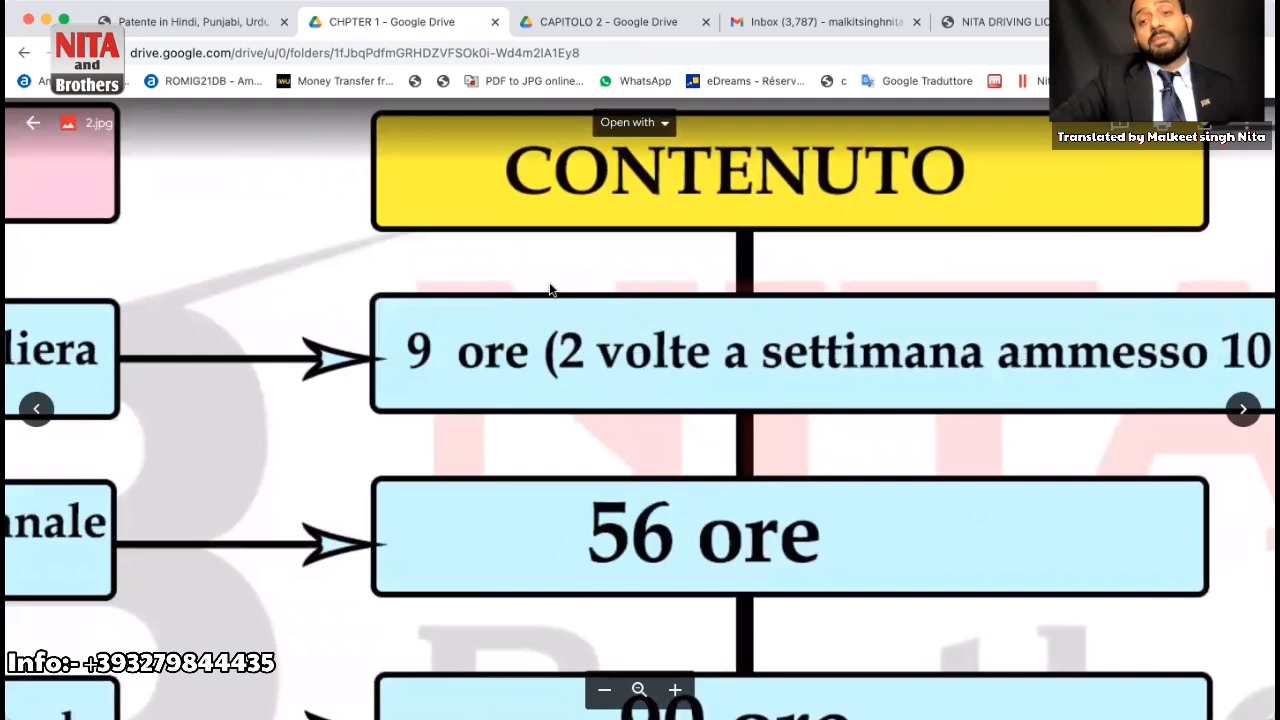 Patente in Hindi, Punjabi, Urdu.
CHPTER 1 - Google Drive
CAPITOLO 2 - Google Drive
Inbox (3,787) - malkitsinghnita
NITA DRIVING LIC
NITA
and
Brothers
drive.google.com/drive/u/0/folders/1fJbqPdfmGRHDZVFSOk0i-Wd4m2IA1Ey8
ROMIG21DB - Am...
Money Transfer fr...
PDF to JPG online...
WhatsApp
eDreams - Réserv...
c
Google Traduttore
2.jpg
Open with
Translated by Malkeet singh Nita
CONTENUTO
liera
9 ore (2 volte a settimana ammesso 10
nale
56 ore
90 ore
Info:- +393279844435